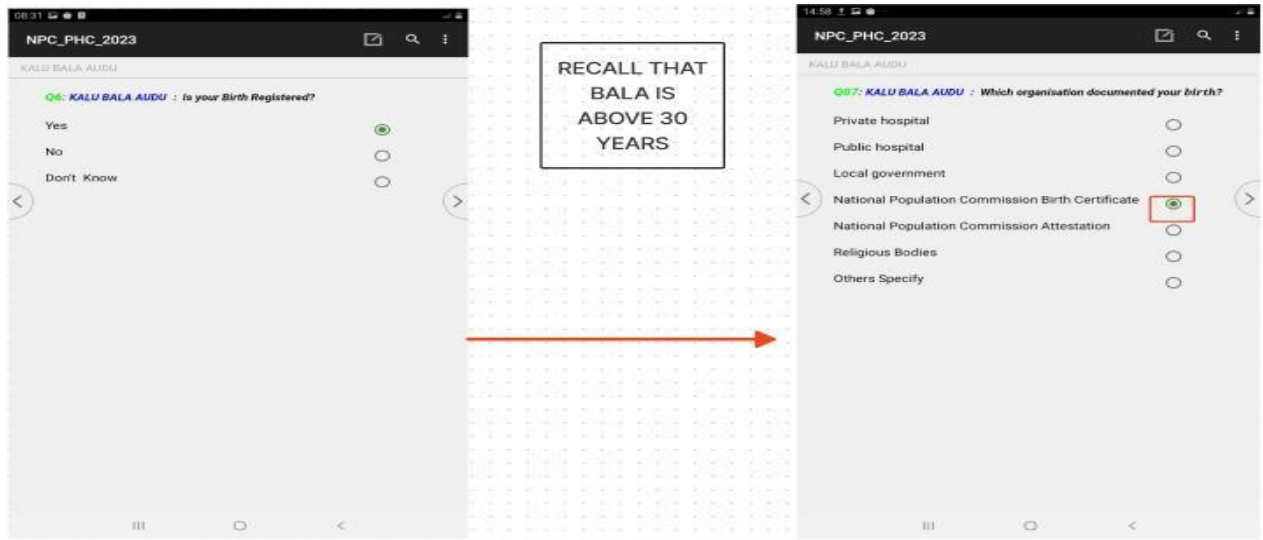 08:31
NPC_PHC_2023
KALU BALA AUDU
Q6: KALU BALA AUDU : Is your Birth Registered?
Yes
No
Don't Know
RECALL THAT
BALA IS
ABOVE 30
YEARS
14:58
NPC_PHC_2023
KALU BALA AUDU
Q07: KALU BALA AUDU : Which organisation documented your birth?
Private hospital
Public hospital
Local government
National Population Commission Birth Certificate
National Population Commission Attestation
Religious Bodies
Others Specify